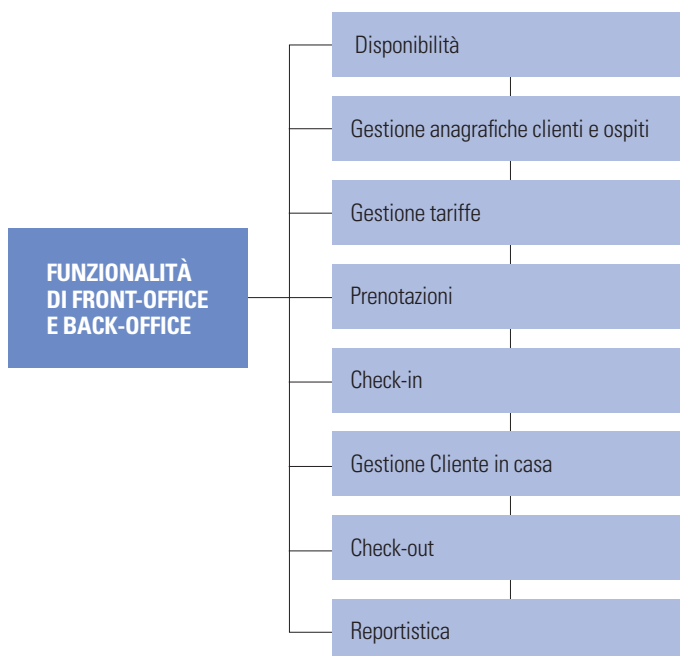 Disponibilità
Gestione anagrafiche clienti e ospiti
Gestione tariffe
FUNZIONALITÀ
DI FRONT-OFFICE
E BACK-OFFICE
Prenotazioni
Check-in
Gestione Cliente in casa
Check-out
Reportistica